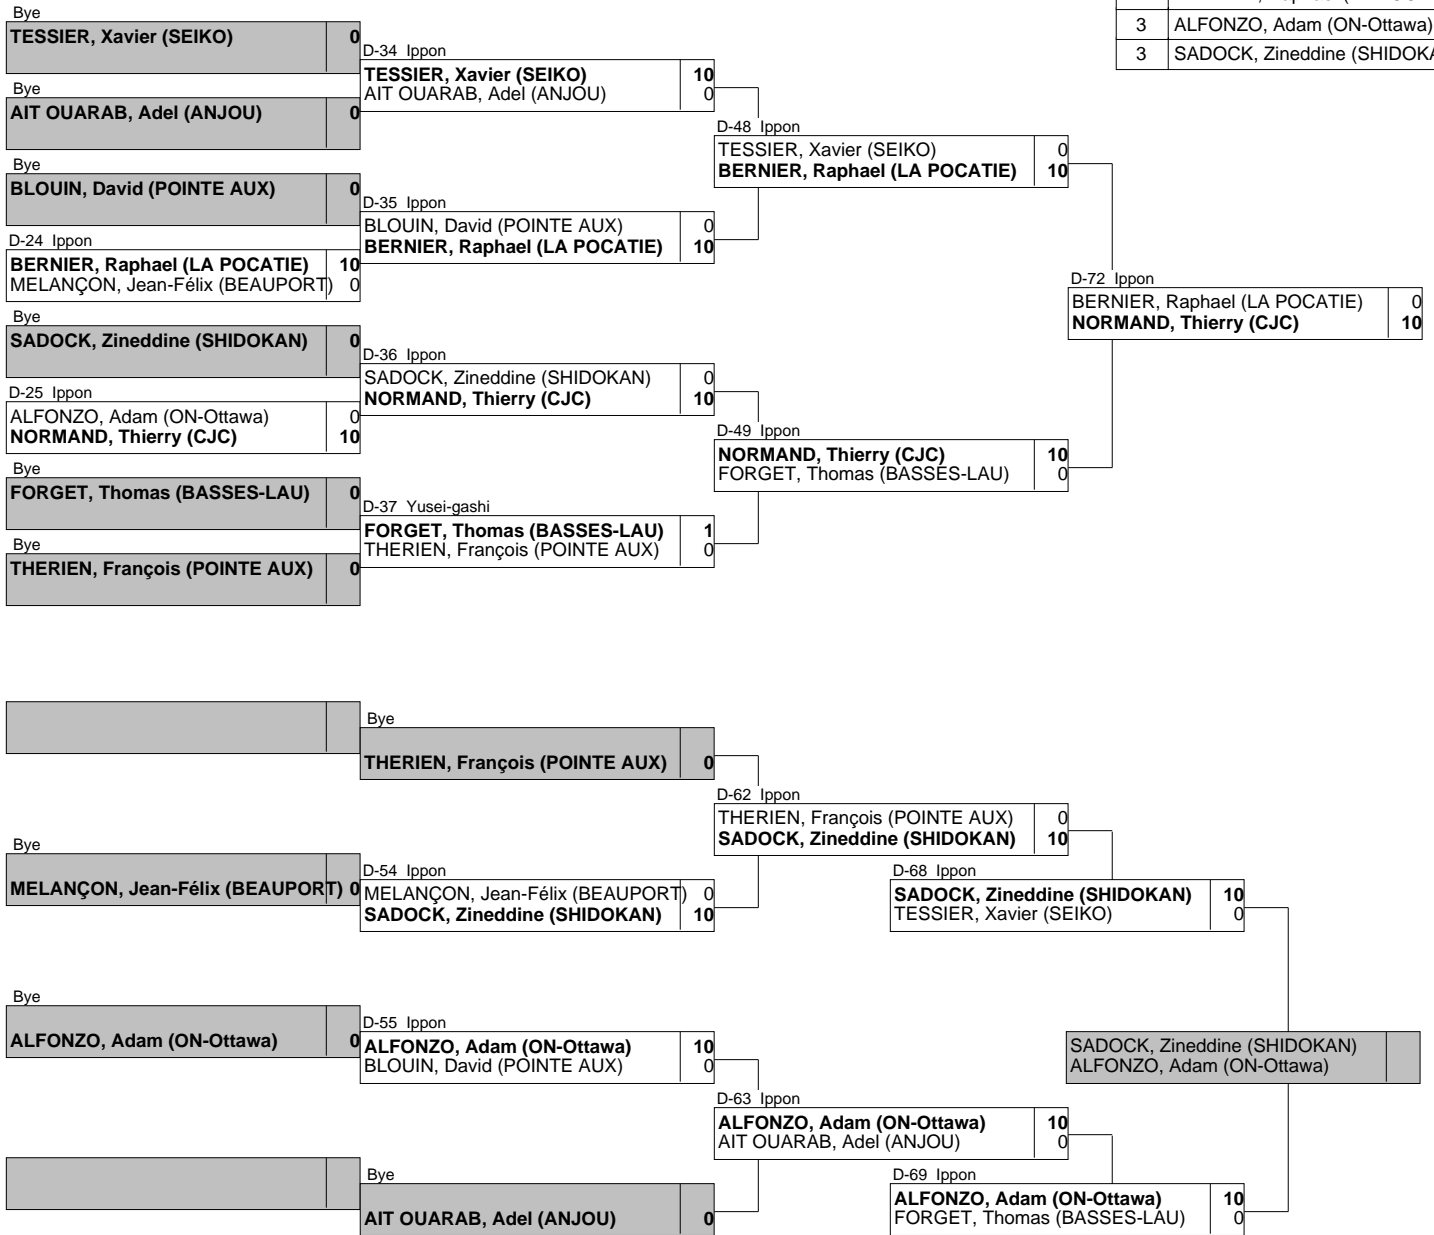 3 ALFONZO, Adam (ON-Ottawa)
3 SADOCK, Zineddine
Bye
TESSIER, Xavier (SEIKO) 0
Bye
AIT OUARAB, Adel (ANJOU) 0
Bye
BLOUIN, David (POINTE AUX) 0
D-24 Ippon
BERNIER, Raphael (LA POCATIE) 10
MELANÇON, Jean-Félix (BEAUPORT) 0
Bye
SADOCK, Zineddine (SHIDOKAN) 0
D-25 Ippon
ALFONZO, Adam (ON-Ottawa) 0
NORMAND, Thierry (CJC) 10
Bye
FORGET, Thomas (BASSES-LAU) 0
Bye
THERIEN, François (POINTE AUX) 0
D-34 Ippon
TESSIER, Xavier (SEIKO) 10
AIT OUARAB, Adel (ANJOU) 0
D-35 Ippon
BLOUIN, David (POINTE AUX) 0
BERNIER, Raphael (LA POCATIE) 10
D-36 Ippon
SADOCK, Zineddine (SHIDOKAN) 0
NORMAND, Thierry (CJC) 10
D-37 Yusei-gashi
FORGET, Thomas (BASSES-LAU) 1
THERIEN, François (POINTE AUX) 0
D-48 Ippon
TESSIER, Xavier (SEIKO) 0
BERNIER, Raphael (LA POCATIE) 10
D-49 Ippon
NORMAND, Thierry (CJC) 10
FORGET, Thomas (BASSES-LAU) 0
D-72 Ippon
BERNIER, Raphael (LA POCATIE) 0
NORMAND, Thierry (CJC) 10
Bye
MELANÇON, Jean-Félix (BEAUPORT) 0
Bye
ALFONZO, Adam (ON-Ottawa) 0
Bye
THERIEN, François (POINTE AUX) 0
D-54 Ippon
MELANÇON, Jean-Félix (BEAUPORT) 0
SADOCK, Zineddine (SHIDOKAN) 10
D-55 Ippon
ALFONZO, Adam (ON-Ottawa) 10
BLOUIN, David (POINTE AUX) 0
Bye
AIT OUARAB, Adel (ANJOU) 0
D-62 Ippon
THERIEN, François (POINTE AUX) 0
SADOCK, Zineddine (SHIDOKAN) 10
D-63 Ippon
ALFONZO, Adam (ON-Ottawa) 10
AIT OUARAB, Adel (ANJOU) 0
D-68 Ippon
SADOCK, Zineddine (SHIDOKAN) 10
TESSIER, Xavier (SEIKO) 0
D-69 Ippon
ALFONZO, Adam (ON-Ottawa) 10
FORGET, Thomas (BASSES-LAU) 0
SADOCK, Zineddine (SHIDOKAN)
ALFONZO, Adam (ON-Ottawa)